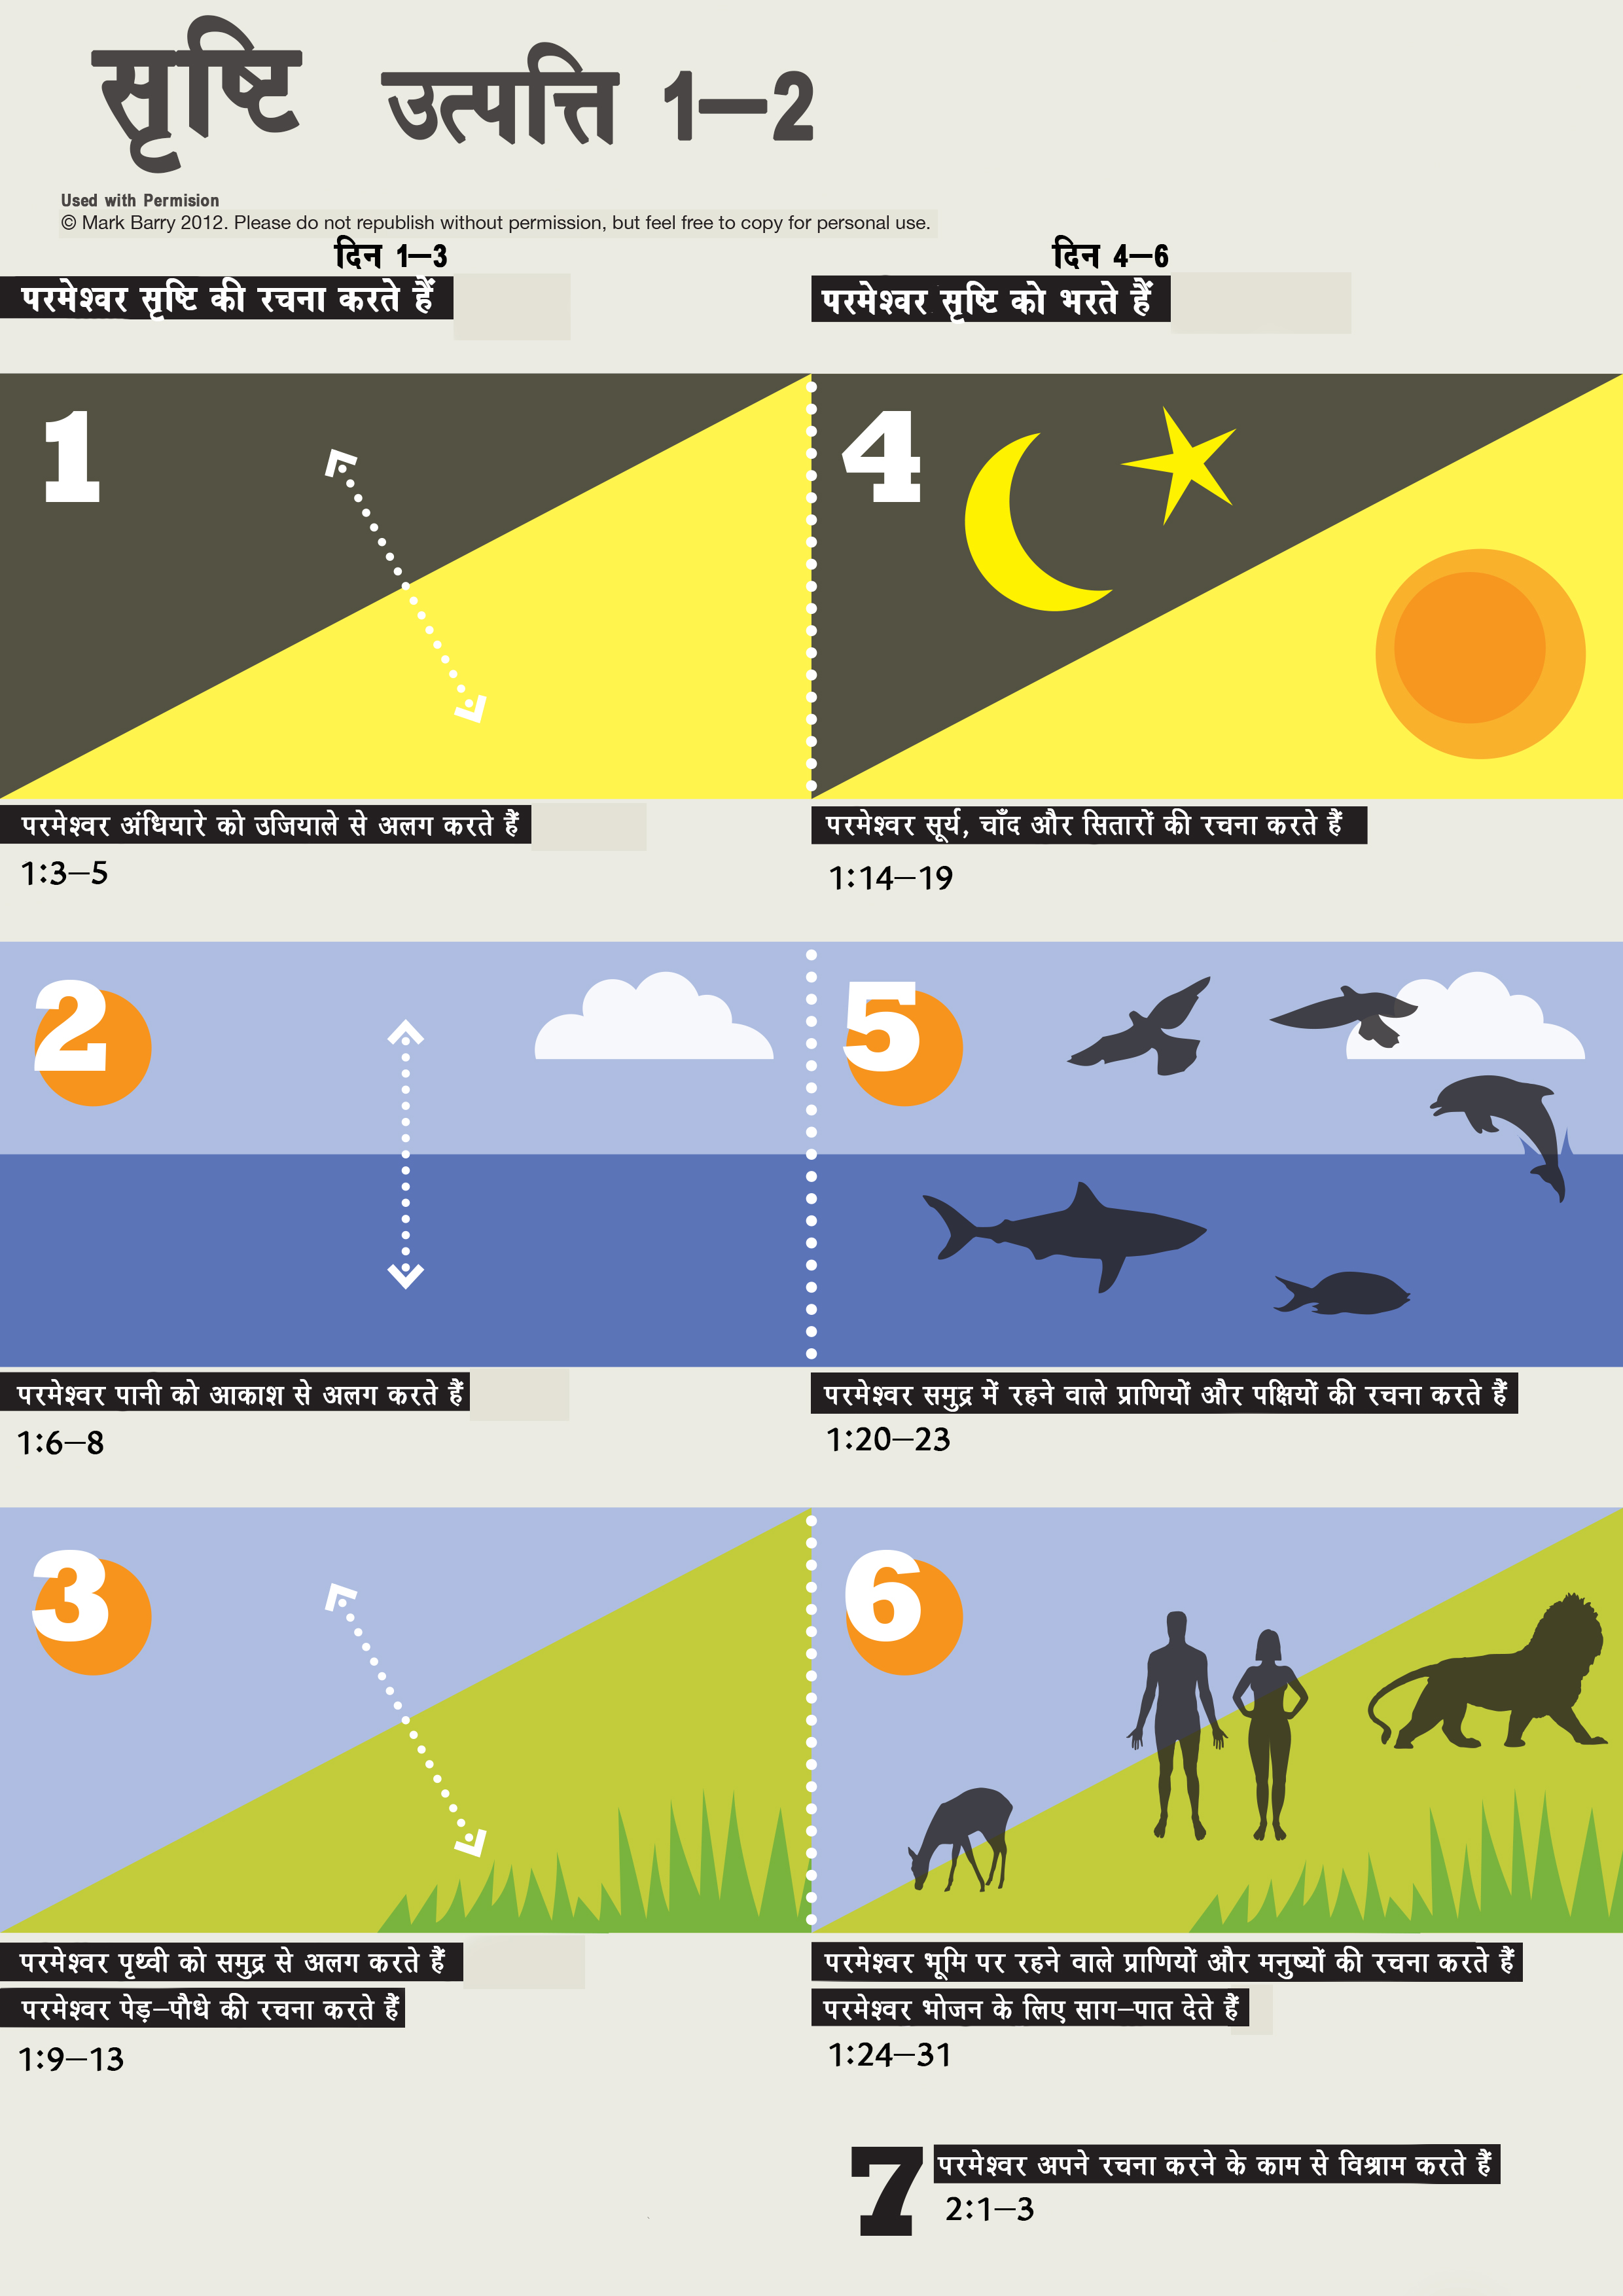 सृष्टि उत्पत्ति 1–2
Used with Permision
© Mark Barry 2012. Please do not republish without permission, but feel free to copy for personal use.
दिन 1–3
परमेश्वर सृष्टि की रचना करते हैं
दिन 4–6
परमेश्वर सृष्टि को भरते हैं
1
परमेश्वर अंधियारे को उजियाले से अलग करते हैं
1:3–5
4
परमेश्वर सूर्य, चाँद और सितारों की रचना करते हैं
1:14–19
2
परमेश्वर पानी को आकाश से अलग करते हैं
1:6–8
5
परमेश्वर समुद्र में रहने वाले प्राणियों और पक्षियों की रचना करते हैं
1:20–23
3
परमेश्वर पृथ्वी को समुद्र से अलग करते हैं
परमेश्वर पेड़–पौधे की रचना करते हैं
1:9–13
6
परमेश्वर भूमि पर रहने वाले प्राणियों और मनुष्यों की रचना करते हैं
परमेश्वर भोजन के लिए साग–पात देते हैं
1:24–31
7
परमेश्वर अपने रचना करने के काम से विश्राम करते हैं
2:1–3